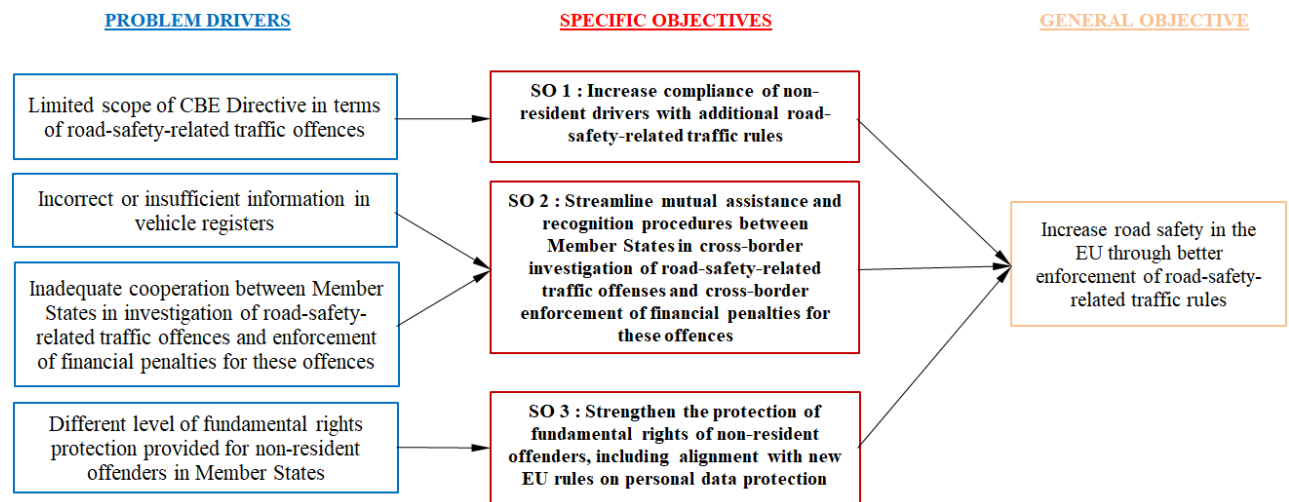 PROBLEM DRIVERS
SPECIFIC OBJECTIVES
GENERAL OBJECTIVE
Limited scope of CBE Directive in terms
of road-safety-related traffic offences
Incorrect or insufficient information in
vehicle registers
Inadequate cooperation between Member
States in investigation of road-safety-
related traffic offences and enforcement
of financial penalties for these offences
Different level of fundamental rights
protection provided for non-resident
offenders in Member States
SO 1 : Increase compliance of non-
resident drivers with additional road-
safety-related traffic rules
SO 2 : Streamline mutual assistance and
recognition procedures between
Member States in cross-border
investigation of road-safety-related
traffic offenses and cross-border
enforcement of financial penalties for
these offences
SO 3 : Strengthen the protection of
fundamental rights of non-resident
offenders, including alignment with new
EU rules on personal data protection
Increase road safety in the
EU through better
enforcement of road-safety-
related traffic rules